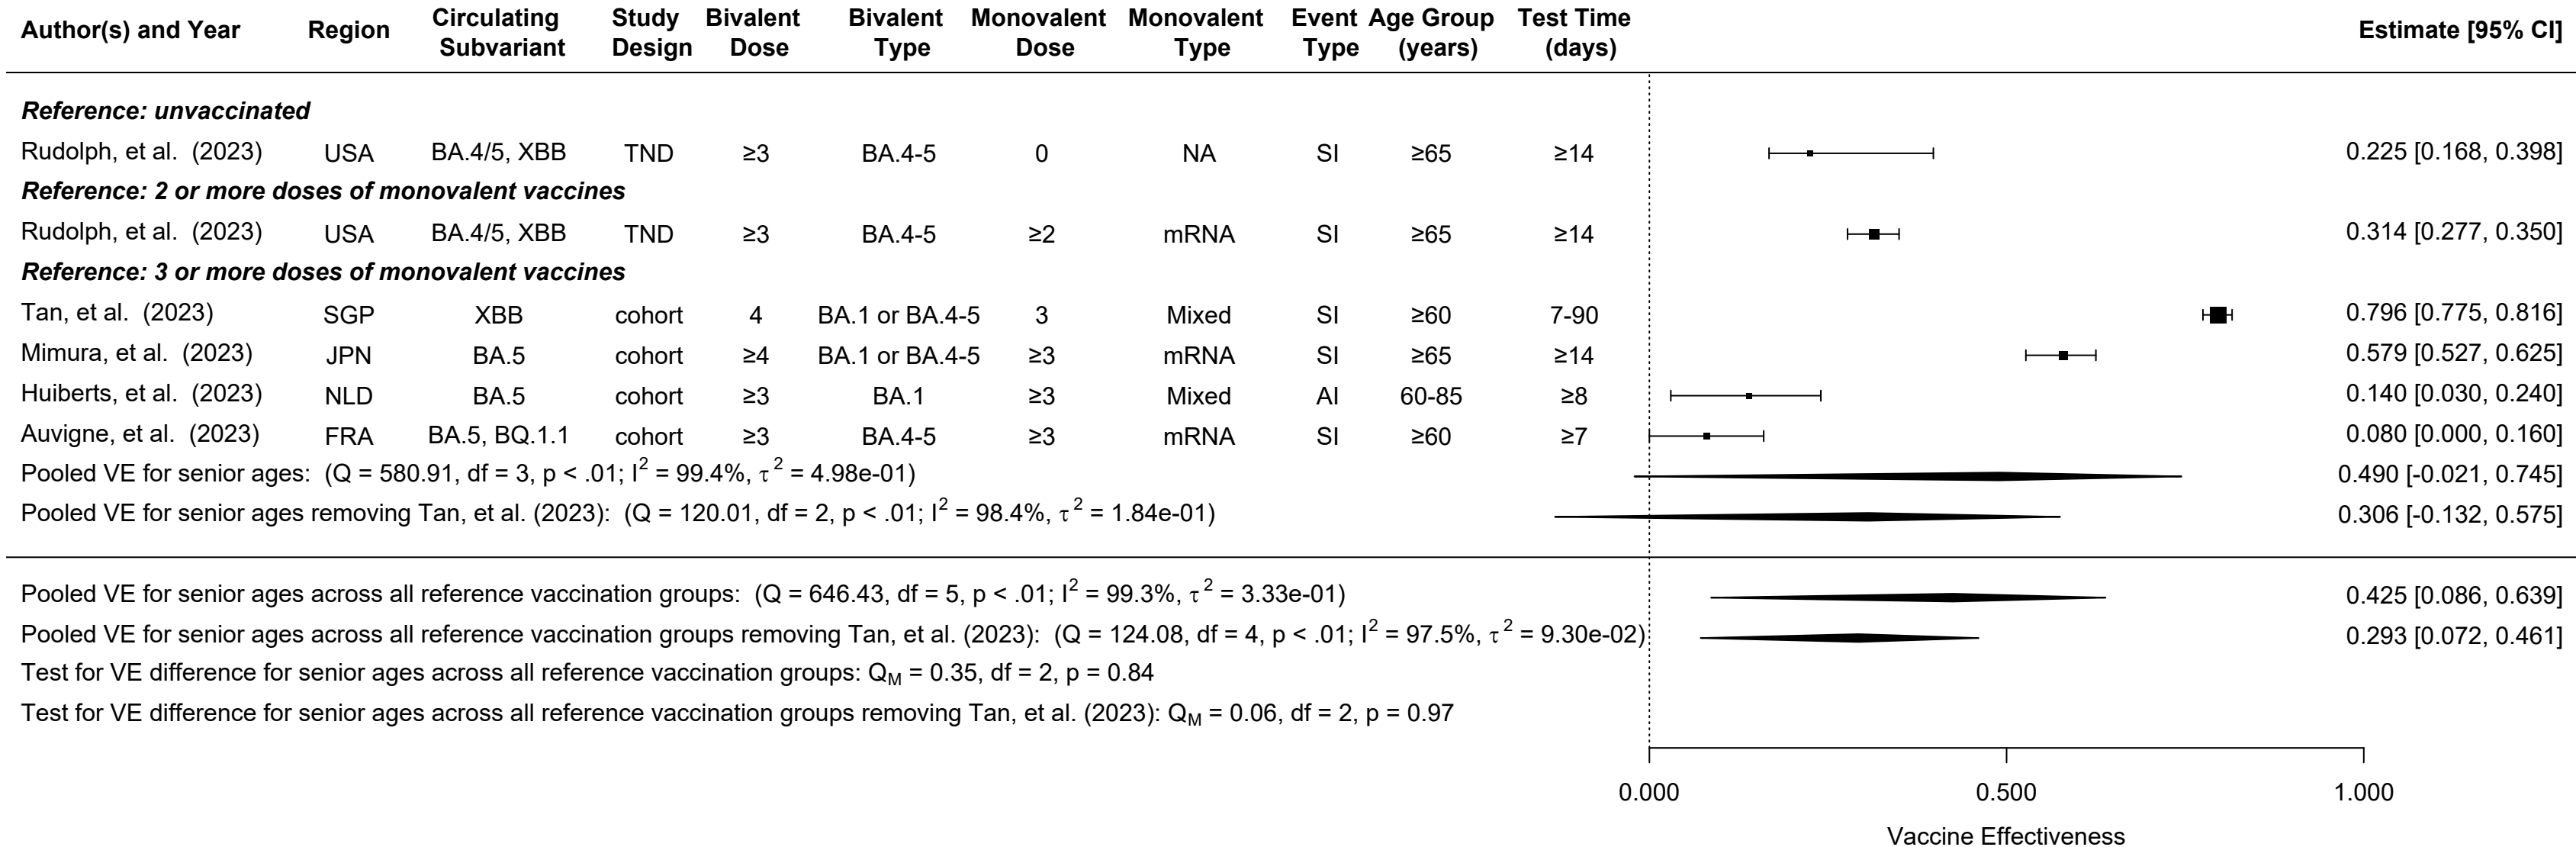 Author(s) and Year Region Circulating Subvariant Study Design Bivalent Dose Bivalent Type Monovalent Dose Monovalent Type Event Type Age Group (years) Test Time (days) Estimate [95% CI]
Reference: unvaccinated
Rudolph, et al. (2023) USA BA.4/5, XBB TND ≥3 BA.4-5 0 NA SI ≥65 ≥14 0.225 [0.168, 0.398]
Reference: 2 or more doses of monovalent vaccines
Rudolph, et al. (2023) USA BA.4/5, XBB TND ≥3 BA.4-5 ≥2 mRNA SI ≥65 ≥14 0.314 [0.277, 0.350]
Reference: 3 or more doses of monovalent vaccines
Tan, et al. (2023) SGP XBB cohort 4 BA.1 or BA.4-5 3 Mixed SI ≥60 7-90 0.796 [0.775, 0.816]
Mimura, et al. (2023) JPN BA.5 cohort ≥4 BA.1 or BA.4-5 ≥3 mRNA SI ≥65 ≥14 0.579 [0.527, 0.625]
Huiberts, et al. (2023) NLD BA.5 cohort ≥3 BA.1 ≥3 Mixed AI 60-85 ≥8 0.140 [0.030, 0.240]
Auvigne, et al. (2023) FRA BA.5, BQ.1.1 cohort ≥3 BA.4-5 ≥3 mRNA SI ≥60 ≥7 0.080 [0.000, 0.160]
Pooled VE for senior ages: (Q = 580.91, df = 3, p < .01; I² = 99.4%, τ² = 4.98e-01) 0.490 [-0.021, 0.745]
Pooled VE for senior ages removing Tan, et al. (2023): (Q = 120.01, df = 2, p < .01; I² = 98.4%, τ² = 1.84e-01) 0.306 [-0.132, 0.575]
Pooled VE for senior ages across all reference vaccination groups: (Q = 646.43, df = 5, p < .01; I² = 99.3%, τ² = 3.33e-01) 0.425 [0.086, 0.639]
Pooled VE for senior ages across all reference vaccination groups removing Tan, et al. (2023): (Q = 124.08, df = 4, p < .01; I² = 97.5%, τ² = 9.30e-02) 0.293 [0.072, 0.461]
Test for VE difference for senior ages across all reference vaccination groups: Q_M = 0.35, df = 2, p = 0.84
Test for VE difference for senior ages across all reference vaccination groups removing Tan, et al. (2023): Q_M = 0.06, df = 2, p = 0.97
0.000 0.500 1.000
Vaccine Effectiveness